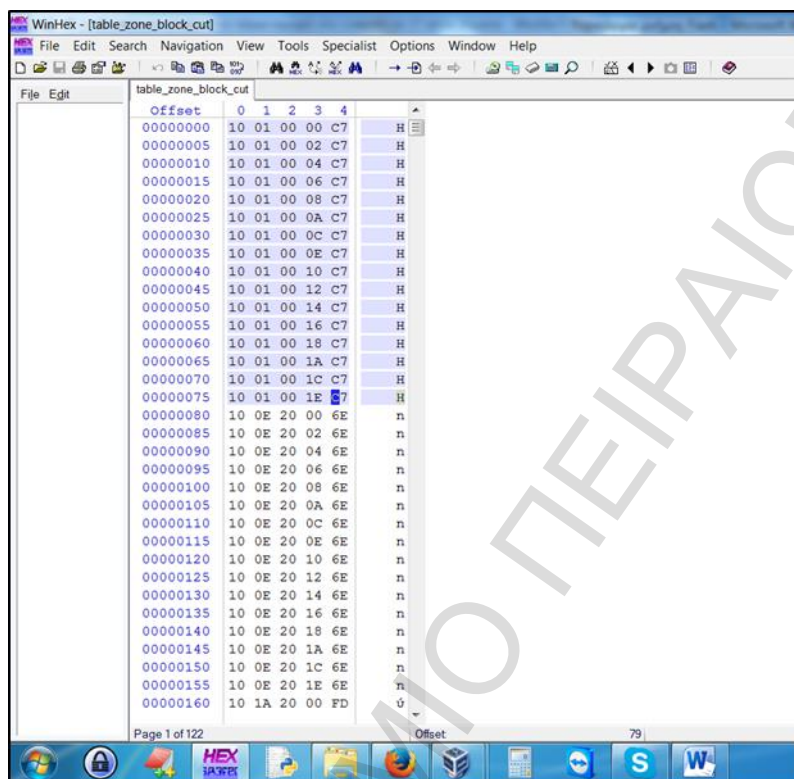 WinHex - [table_zone_block_cut]
File Edit Search Navigation View Tools Specialist Options Window Help
File Edit
table_zone_block_cut
Offset 0 1 2 3 4
00000000 10 01 00 00 C7 Η
00000005 10 01 00 02 C7 Η
00000010 10 01 00 04 C7 Η
00000015 10 01 00 06 C7 Η
00000020 10 01 00 08 C7 Η
00000025 10 01 00 0A C7 Η
00000030 10 01 00 0C C7 Η
00000035 10 01 00 0E C7 Η
00000040 10 01 00 10 C7 Η
00000045 10 01 00 12 C7 Η
00000050 10 01 00 14 C7 Η
00000055 10 01 00 16 C7 Η
00000060 10 01 00 18 C7 Η
00000065 10 01 00 1A C7 Η
00000070 10 01 00 1C C7 Η
00000075 10 01 00 1E C7 Η
00000080 10 0E 20 00 6E n
00000085 10 0E 20 02 6E n
00000090 10 0E 20 04 6E n
00000095 10 0E 20 06 6E n
00000100 10 0E 20 08 6E n
00000105 10 0E 20 0A 6E n
00000110 10 0E 20 0C 6E n
00000115 10 0E 20 0E 6E n
00000120 10 0E 20 10 6E n
00000125 10 0E 20 12 6E n
00000130 10 0E 20 14 6E n
00000135 10 0E 20 16 6E n
00000140 10 0E 20 18 6E n
00000145 10 0E 20 1A 6E n
00000150 10 0E 20 1C 6E n
00000155 10 0E 20 1E 6E n
00000160 10 1A 20 00 FD ύ
Page 1 of 122 Offset: 79
HEX
ΜΙΟ ΠΕΙΡΑΙΩ